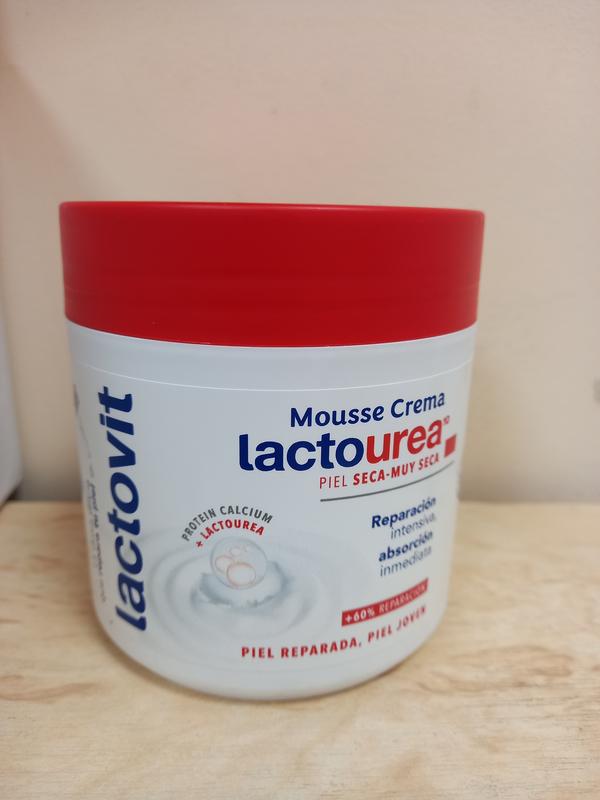 lactovit
Mousse Crema
lactourea
PIEL SECA-MUY SECA
PROTEIN CALCIUM
+ LACTOUREA
Reparación
intensiva,
absorción
inmediata
+60% REPARACIÓN
PIEL REPARADA, PIEL JOVEN